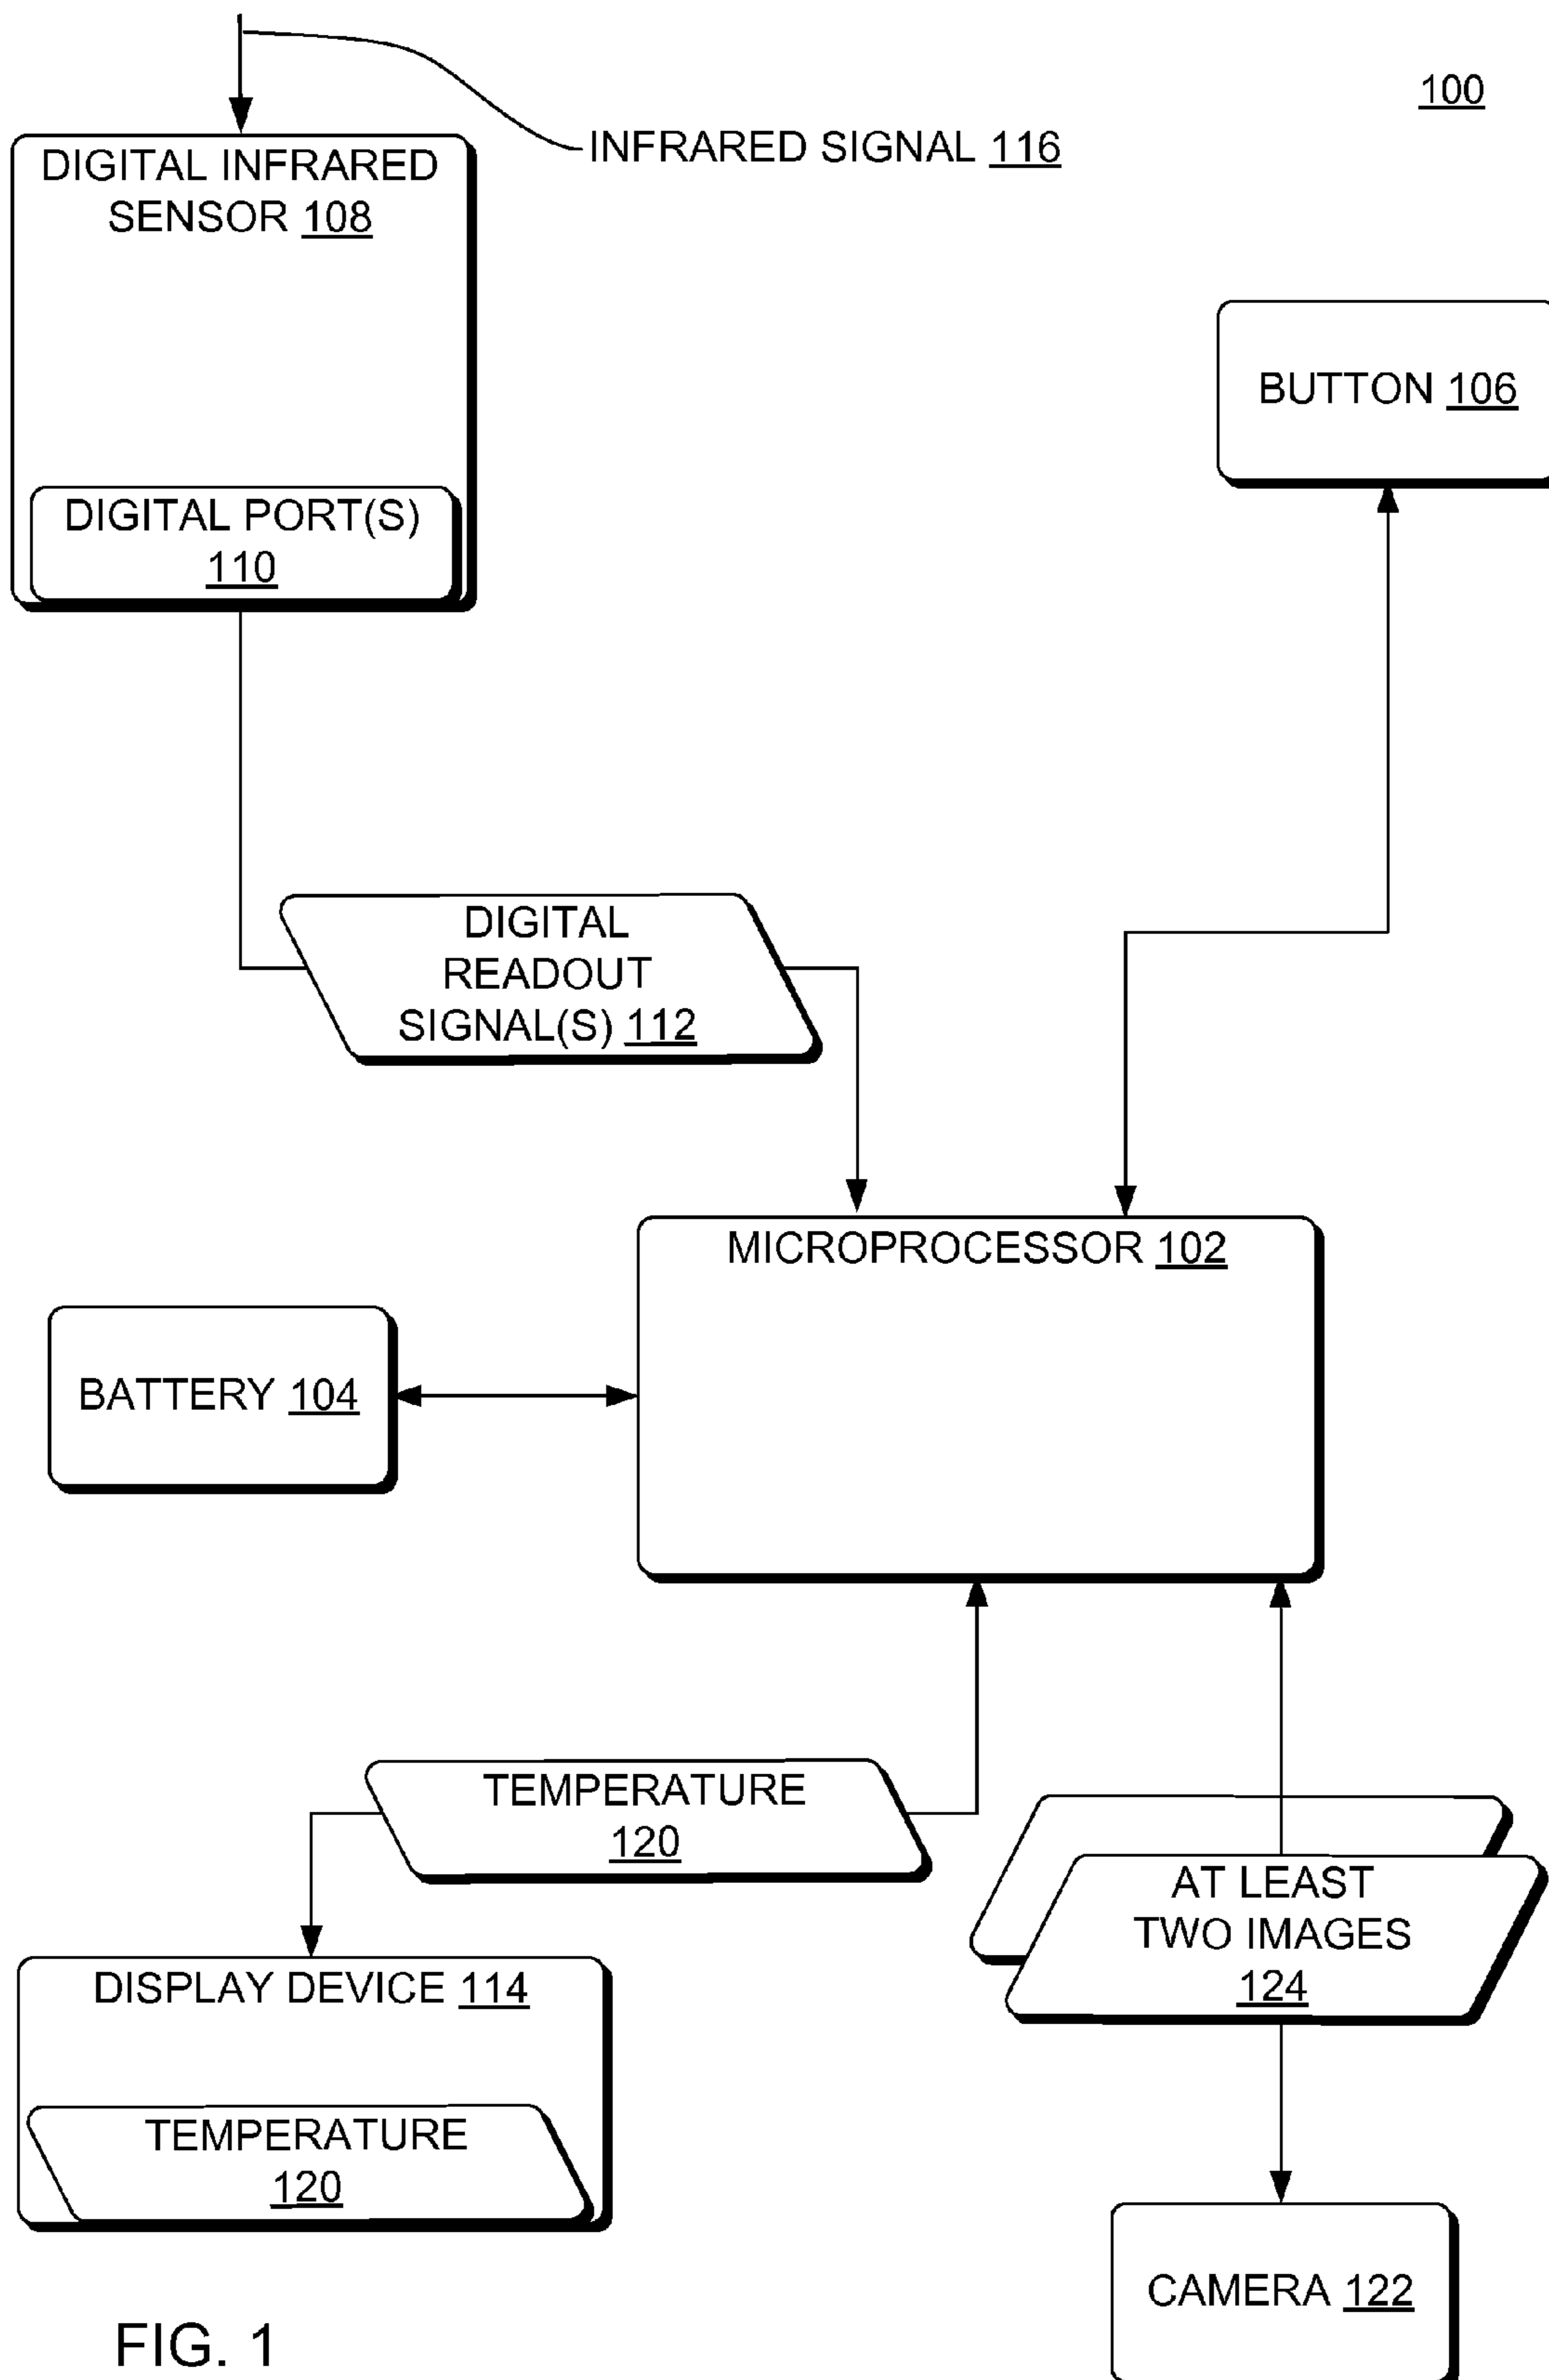 100
INFRARED SIGNAL 116
DIGITAL INFRARED
SENSOR 108
BUTTON 106
DIGITAL PORT(S)
110
DIGITAL
READOUT
SIGNAL(S) 112
MICROPROCESSOR 102
BATTERY 104
TEMPERATURE
120
AT LEAST
TWO IMAGES
124
DISPLAY DEVICE 114
TEMPERATURE
120
CAMERA 122
FIG. 1